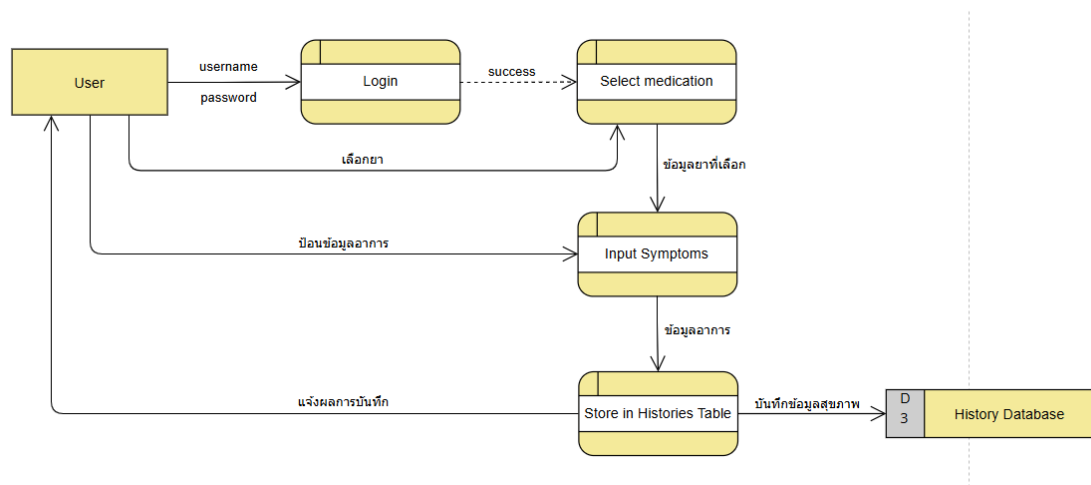 username
User
Login
success
Select medication
password
เลือกยา
ข้อมูลยาที่เลือก
ป้อนข้อมูลอาการ
Input Symptoms
ข้อมูลอาการ
แจ้งผลการบันทึก
Store in Histories Table
บันทึกข้อมูลสุขภาพ
D
3
History Database